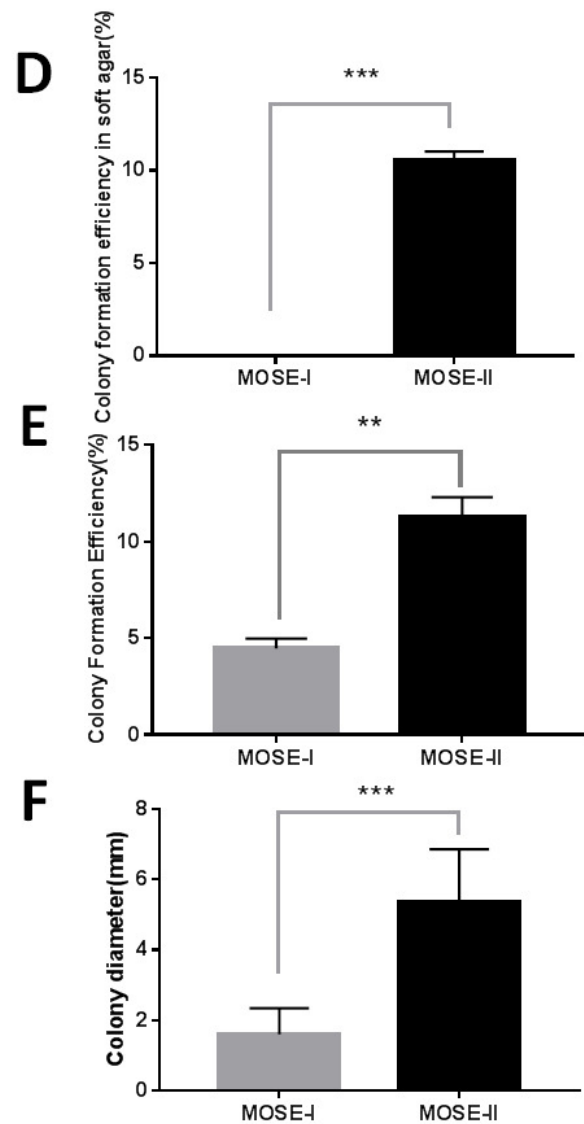 D
Colony formation efficiency in soft agar(%)
***
15
10
5
0
MOSE-I MOSE-II
E
Colony Formation Efficiency(%)
**
15
10
5
0
MOSE-I MOSE-II
F
Colony diameter(mm)
***
8
6
4
2
0
MOSE-I MOSE-II